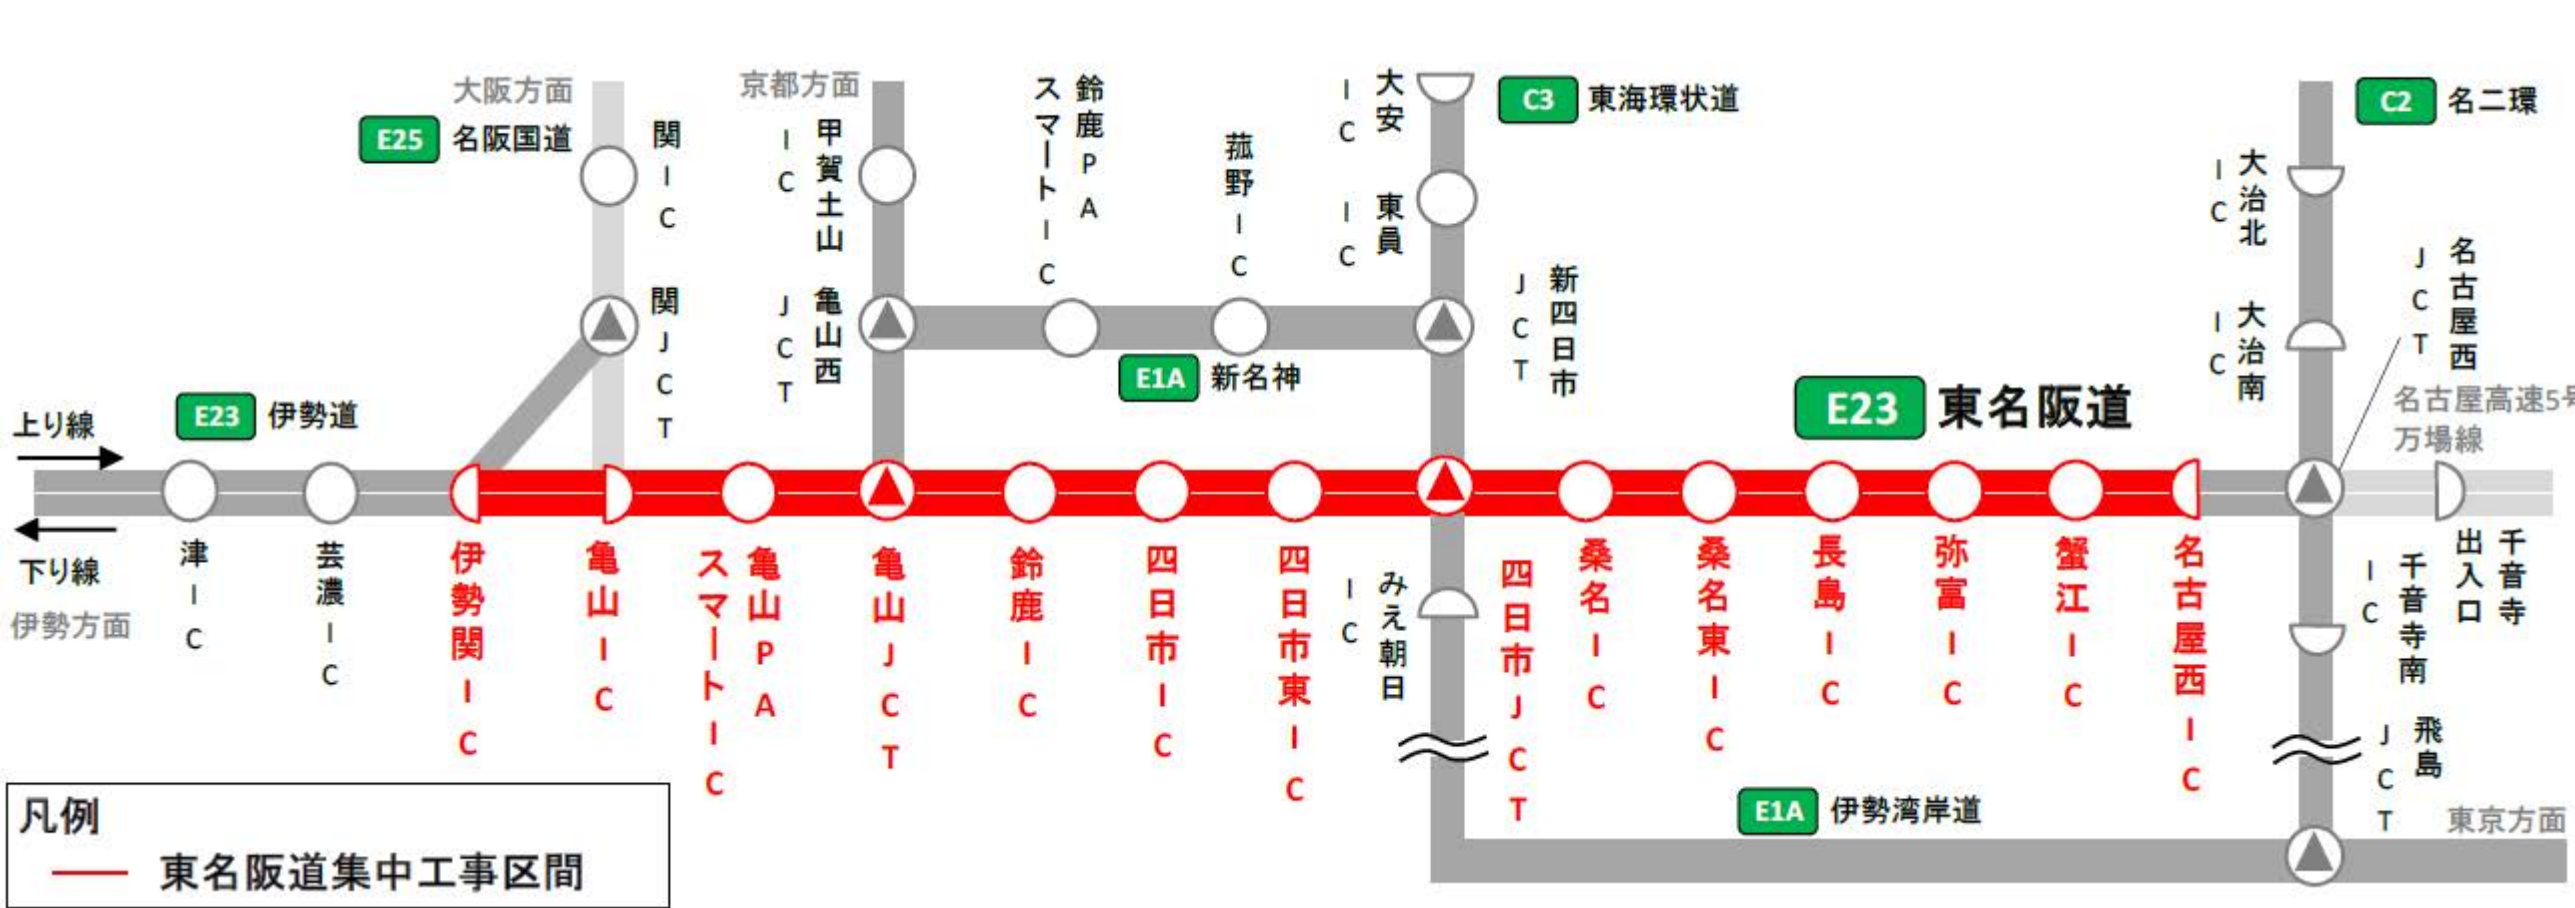 大阪方面
E25 名阪国道
関IC
関JCT
京都方面
甲賀土山IC
亀山西JCT
鈴鹿PA
スマートIC
菰野IC
E1A 新名神
大安IC
東員IC
C3 東海環状道
新四日市JCT
C2 名二環
大治北IC
大治南IC
名古屋西JCT
名古屋高速5号
万場線
E23 東名阪道
E23 伊勢道
上り線
下り線
伊勢方面
津IC
芸濃IC
伊勢関IC
亀山IC
亀山PA
スマートIC
亀山JCT
鈴鹿IC
四日市IC
四日市東IC
みえ朝日IC
四日市JCT
桑名IC
桑名東IC
長島IC
弥富IC
蟹江IC
名古屋西IC
千音寺南IC
千音寺
出入口
飛島JCT
東京方面
E1A 伊勢湾岸道
凡例
東名阪道集中工事区間